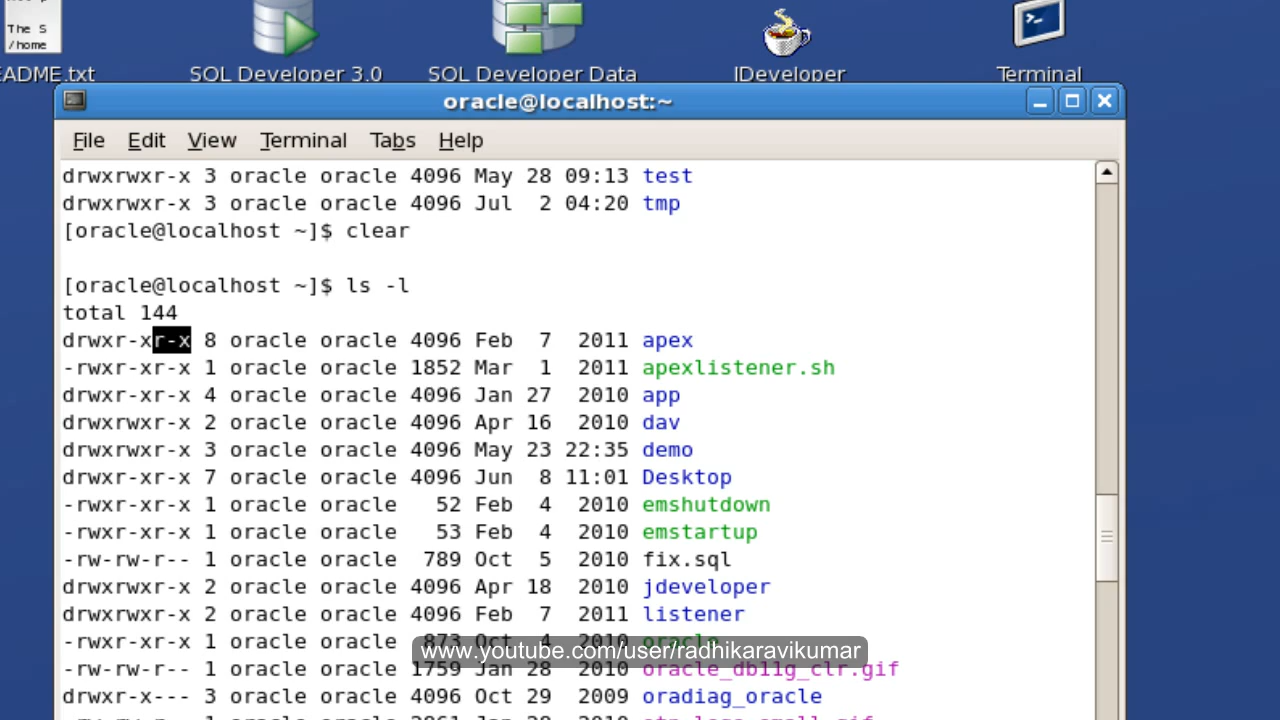 The S
/home
EADME.txt
SQL Developer 3.0
SQL Developer Data
JDeveloper
Terminal
oracle@localhost:~
File Edit View Terminal Tabs Help
drwxrwxr-x 3 oracle oracle 4096 May 28 09:13 test
drwxrwxr-x 3 oracle oracle 4096 Jul  2 04:20 tmp
[oracle@localhost ~]$ clear
[oracle@localhost ~]$ ls -l
total 144
drwxr-xr-x 8 oracle oracle 4096 Feb  7  2011 apex
-rwxr-xr-x 1 oracle oracle 1852 Mar  1  2011 apexlistener.sh
drwxr-xr-x 4 oracle oracle 4096 Jan 27  2010 app
drwxrwxr-x 2 oracle oracle 4096 Apr 16  2010 dav
drwxrwxr-x 3 oracle oracle 4096 May 23 22:35 demo
drwxr-xr-x 7 oracle oracle 4096 Jun  8 11:01 Desktop
-rwxr-xr-x 1 oracle oracle   52 Feb  4  2010 emshutdown
-rwxr-xr-x 1 oracle oracle   53 Feb  4  2010 emstartup
-rw-rw-r-- 1 oracle oracle  789 Oct  5  2010 fix.sql
drwxrwxr-x 2 oracle oracle 4096 Apr 18  2010 jdeveloper
drwxrwxr-x 2 oracle oracle 4096 Feb  7  2011 listener
-rwxr-xr-x 1 oracle oracle  873 Oct  4  2010 oracle
www.youtube.com/user/radhikaravikumar
-rw-rw-r-- 1 oracle oracle 1759 Jan 28  2010 oracle_db11g_clr.gif
drwxr-x--- 3 oracle oracle 4096 Oct 29  2009 oradiag_oracle